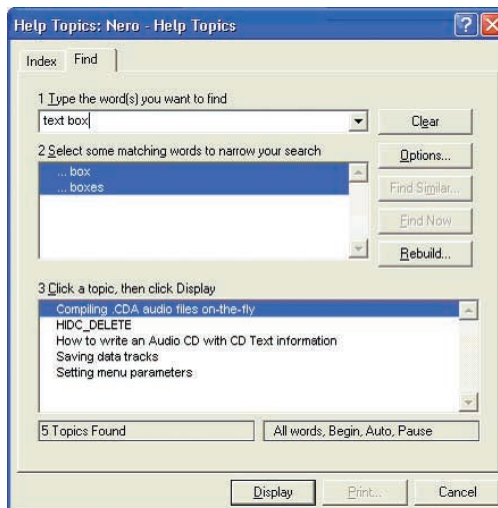 Help Topics: Nero - Help Topics
Index Find
1 Type the word(s) you want to find
text box
Clear
2 Select some matching words to narrow your search
... box
... boxes
Options...
Find Similar...
Find Now
Rebuild...
3 Click a topic, then click Display
Compiling .CDA audio files on-the-fly
HIDC_DELETE
How to write an Audio CD with CD Text information
Saving data tracks
Setting menu parameters
5 Topics Found
All words, Begin, Auto, Pause
Display Print... Cancel